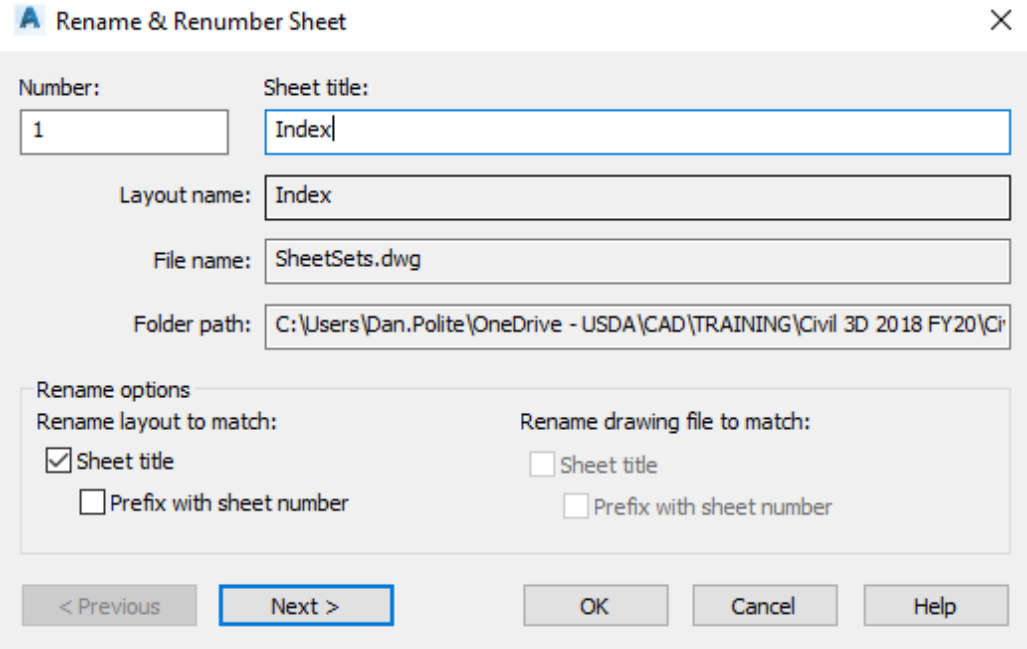 Rename & Renumber Sheet
Number: Sheet title:
1 Index
Layout name: Index
File name: SheetSets.dwg
Folder path: C:\Users\Dan.Polite\OneDrive - USDA\CAD\TRAINING\Civil 3D 2018 FY20\Ci
Rename options
Rename layout to match: Rename drawing file to match:
Sheet title Sheet title
Prefix with sheet number Prefix with sheet number
< Previous Next > OK Cancel Help